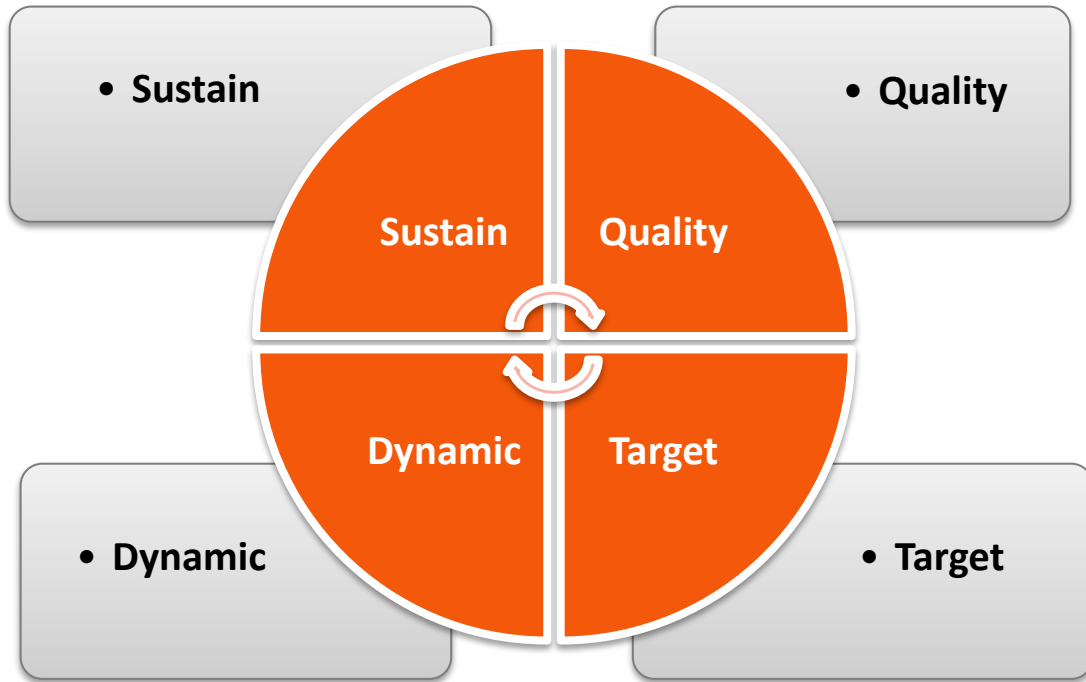 • Sustain
• Quality
Sustain
Quality
Dynamic
Target
• Dynamic
• Target